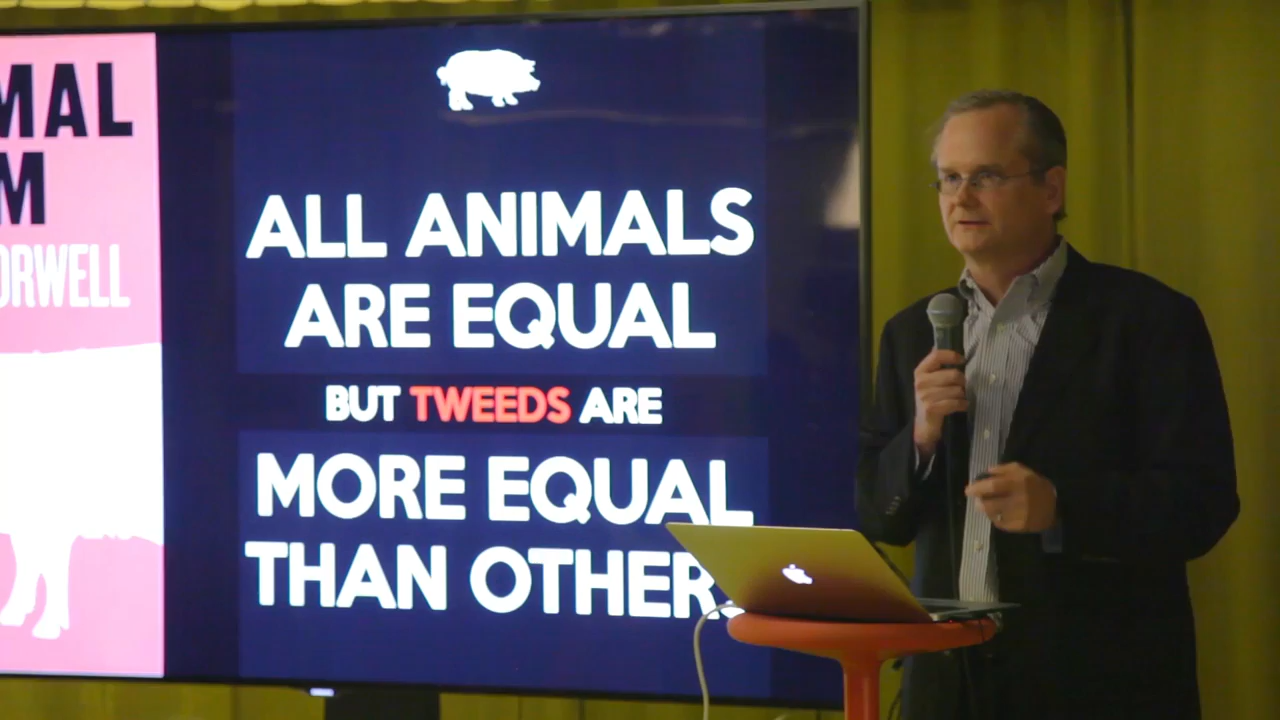 MAL
M
ORWELL
ALL ANIMALS
ARE EQUAL
BUT TWEEDS ARE
MORE EQUAL
THAN OTHER